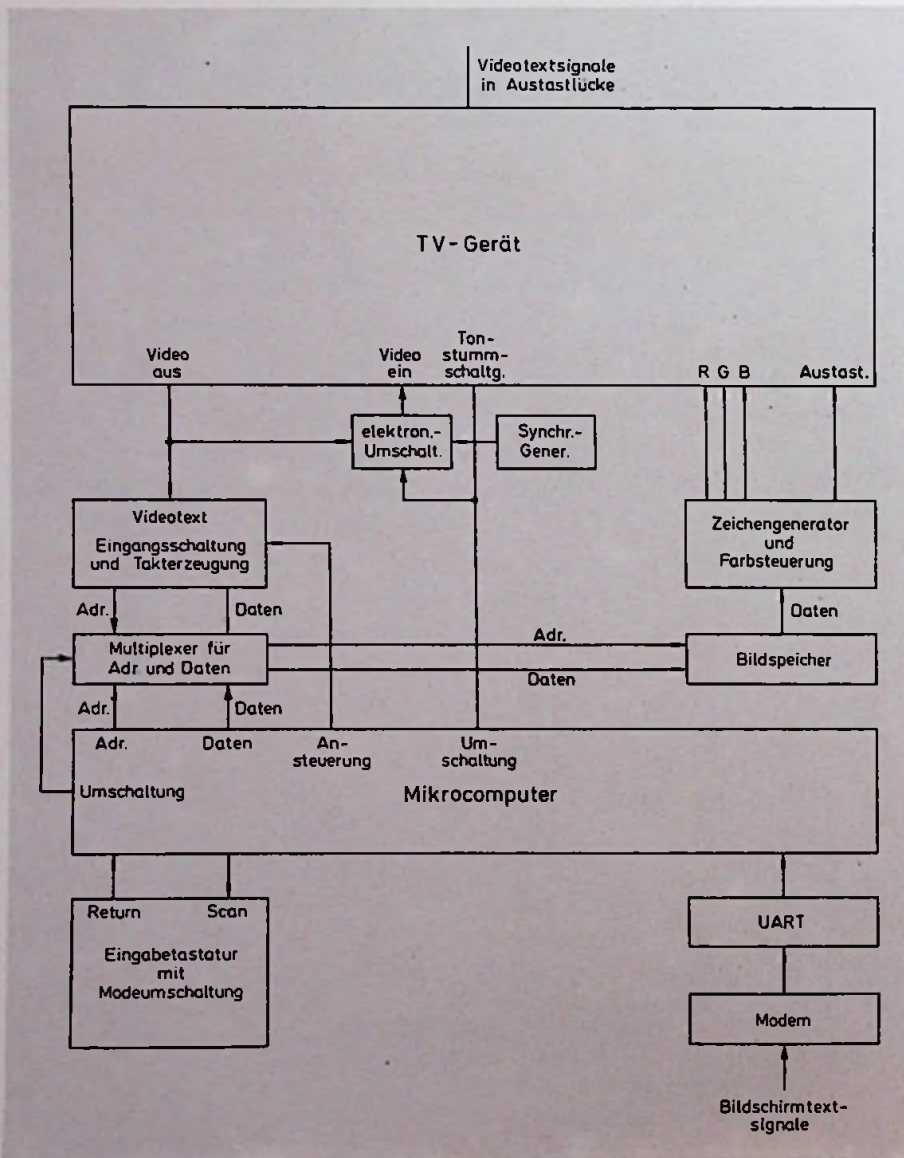 Videotextsignale
in Austastlücke
TV-Gerät
Video
aus
Video
ein
Ton-
stumm-
schaltg.
R G B
Austast.
elektron.-
Umschalt.
Synchr.-
Gener.
Videotext
Eingangsschaltung
und Takterzeugung
Zeichengenerator
und
Farbsteuerung
Adr.
Daten
Daten
Multiplexer für
Adr und Daten
Adr.
Daten
Bildspeicher
Adr.
Daten
Adr.
Daten
An-
steuerung
Um-
schaltung
Umschaltung
Mikrocomputer
Return
Scan
Eingabetastatur
mit
Modeumschaltung
UART
Modem
Bildschirmtext-
signale